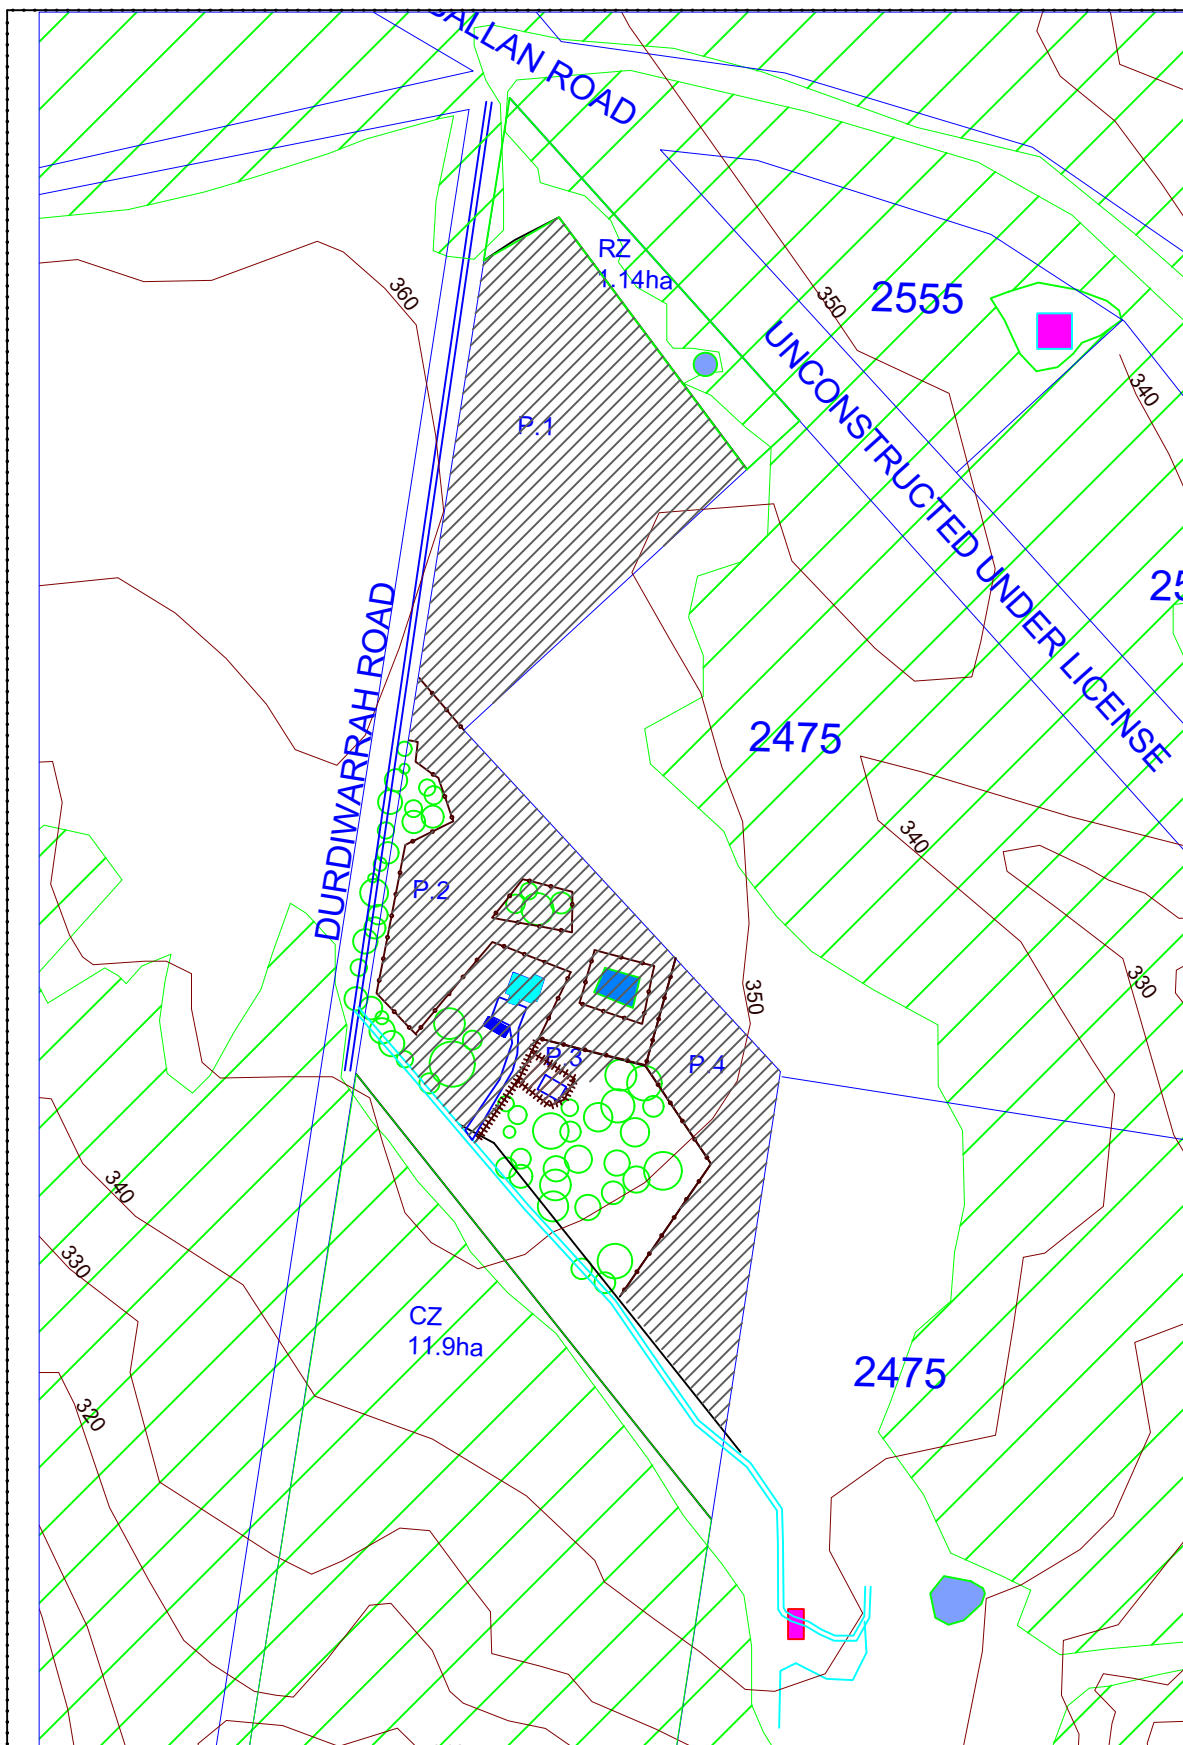 ROAD
RZ
1.14ha
360
350
2555
340
UNCONSTRUCTED UNDER LICENSE
P.1
DURDIWARRAH ROAD
2475
340
P.2
330
350
P.3
P.4
340
330
CZ
11.9ha
2475
320